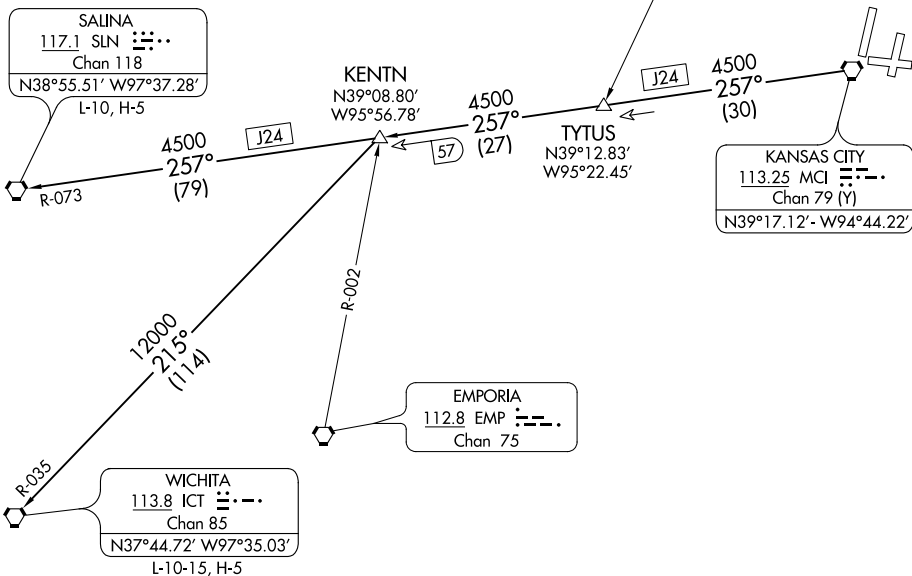 SALINA
117.1 SLN
Chan 118
N38°55.51' W97°37.28'
L-10, H-5
KENTN
N39°08.80'
W95°56.78'
4500
J24
257°
(79)
R-073
4500
257°
(27)
57
TYTUS
N39°12.83'
W95°22.45'
J24
4500
257°
(30)
KANSAS CITY
113.25 MCI
Chan 79 (Y)
N39°17.12'- W94°44.22'
R-002
12000
215°
(114)
R-035
EMPORIA
112.8 EMP
Chan 75
WICHITA
113.8 ICT
Chan 85
N37°44.72' W97°35.03'
L-10-15, H-5